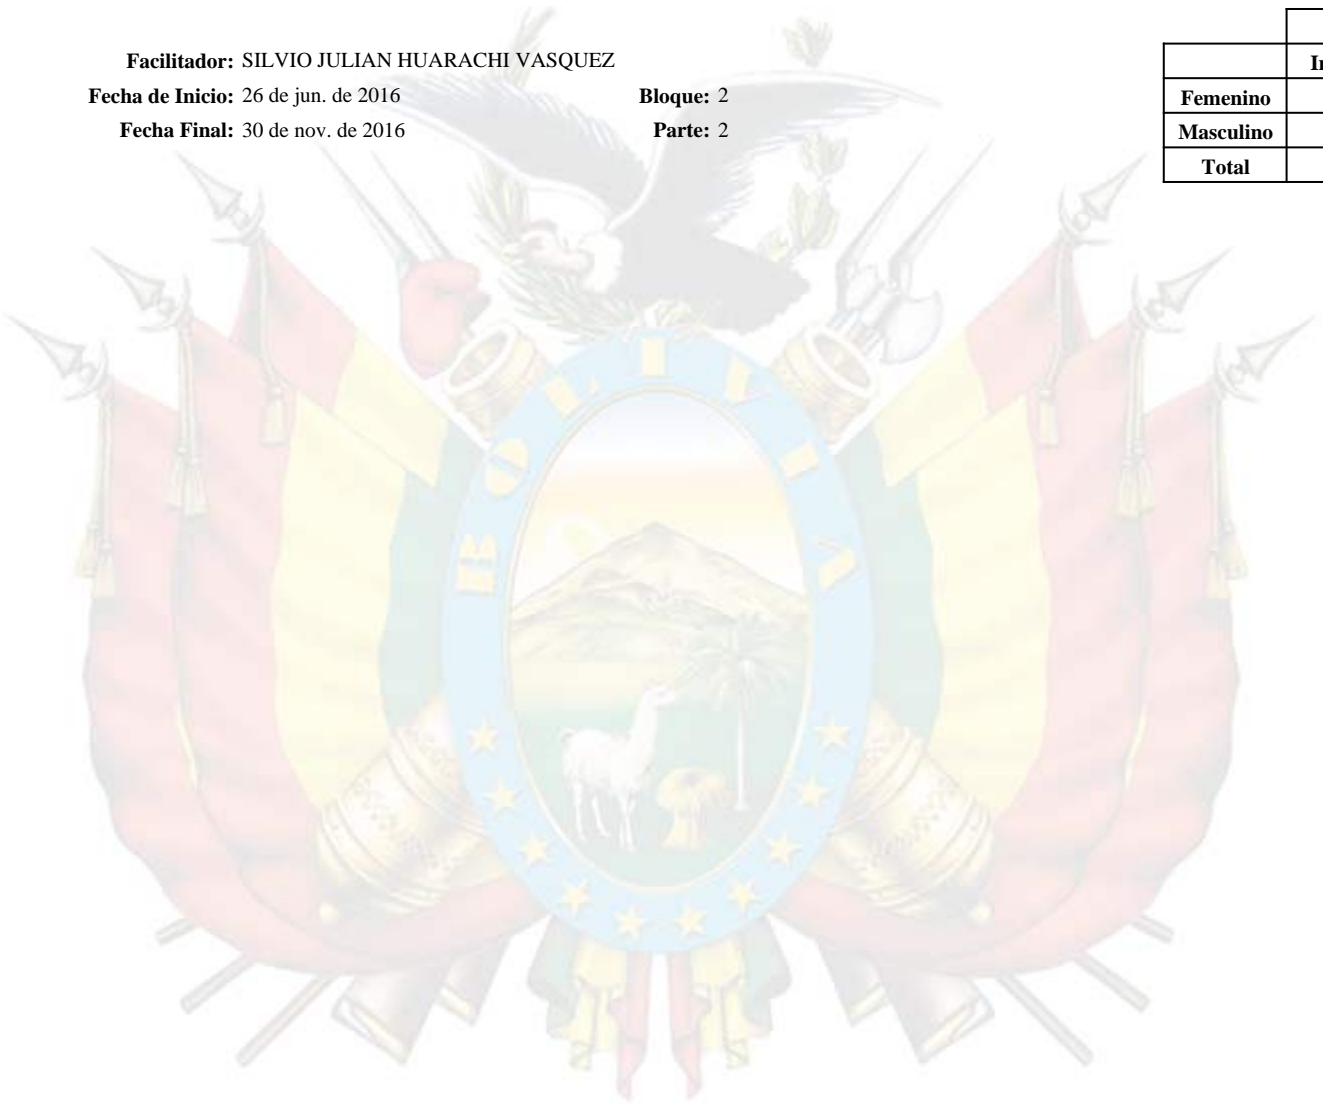 Facilitador: SILVIO JULIAN HUARACHI VASQUEZ
Fecha de Inicio: 26 de jun. de 2016 Bloque: 2
Fecha Final: 30 de nov. de 2016 Parte: 2
Femenino
Masculino
Total
BOLIVIA